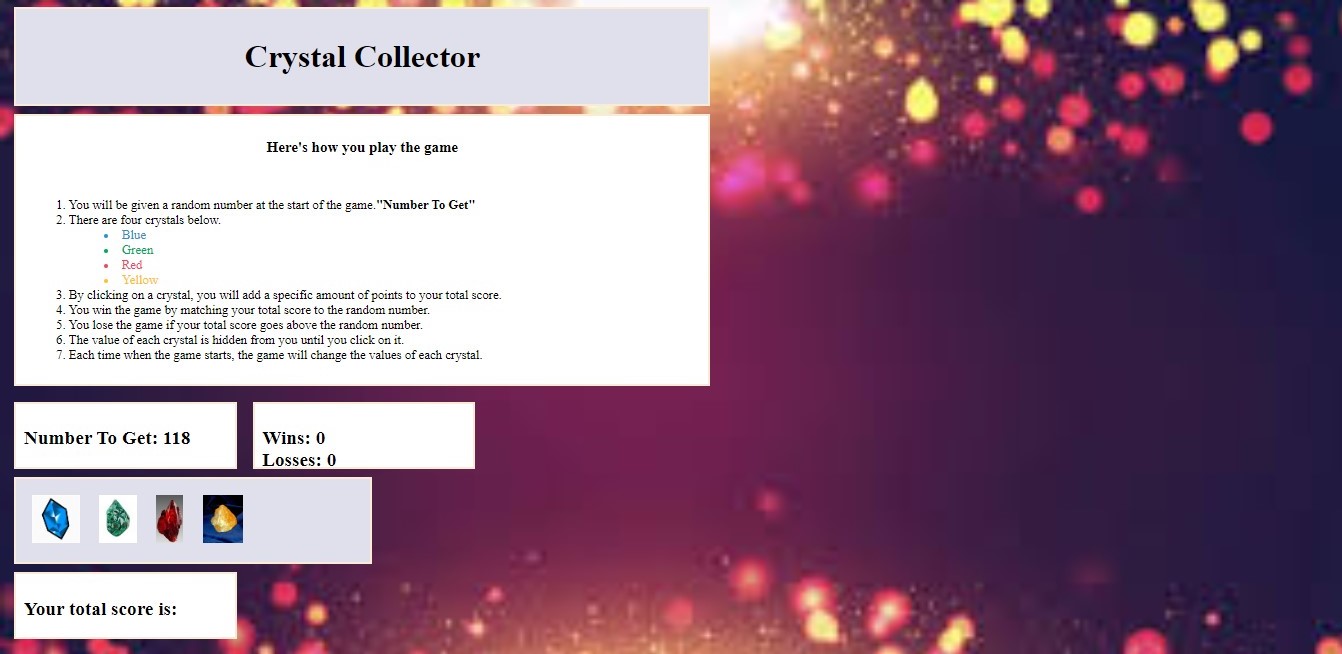 Crystal Collector
Here's how you play the game
1. You will be given a random number at the start of the game."Number To Get"
2. There are four crystals below.
• Blue
• Green
• Red
• Yellow
3. By clicking on a crystal, you will add a specific amount of points to your total score.
4. You win the game by matching your total score to the random number.
5. You lose the game if your total score goes above the random number.
6. The value of each crystal is hidden from you until you click on it.
7. Each time when the game starts, the game will change the values of each crystal.
Number To Get: 118
Wins: 0
Losses: 0
Your total score is: